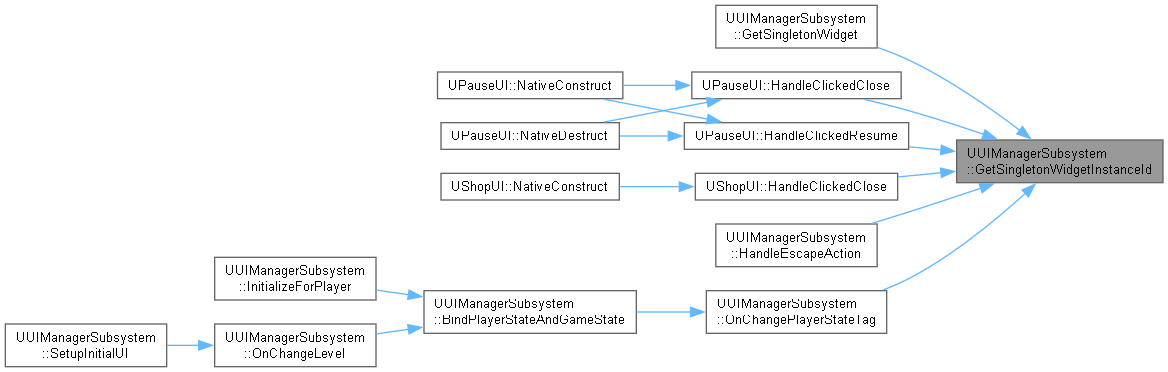 UUIManagerSubsystem
::GetSingletonWidget
UPauseUI::NativeConstruct
UPauseUI::HandleClickedClose
UPauseUI::NativeDestruct
UPauseUI::HandleClickedResume
UUIManagerSubsystem
::GetSingletonWidgetInstanceId
UShopUI::NativeConstruct
UShopUI::HandleClickedClose
UUIManagerSubsystem
::HandleEscapeAction
UUIManagerSubsystem
::InitializeForPlayer
UUIManagerSubsystem
::BindPlayerStateAndGameState
UUIManagerSubsystem
::OnChangePlayerStateTag
UUIManagerSubsystem
::SetupInitialUI
UUIManagerSubsystem
::OnChangeLevel